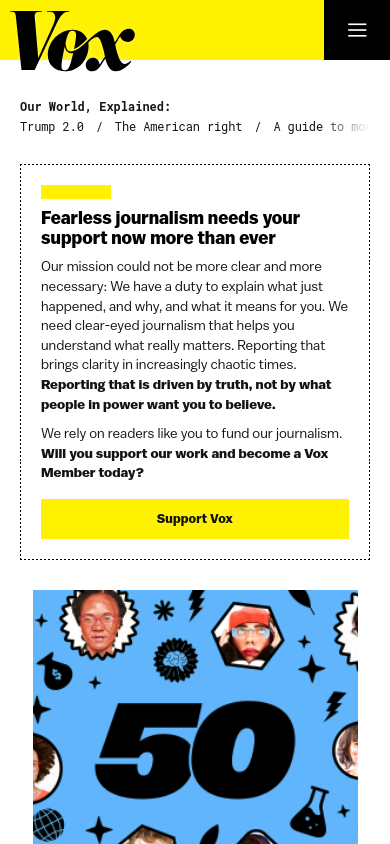 Vox
Our World, Explained:
Trump 2.0 / The American right / A guide to mo
Fearless journalism needs your
support now more than ever
Our mission could not be more clear and more
necessary: We have a duty to explain what just
happened, and why, and what it means for you. We
need clear-eyed journalism that helps you
understand what really matters. Reporting that
brings clarity in increasingly chaotic times.
Reporting that is driven by truth, not by what
people in power want you to believe.
We rely on readers like you to fund our journalism.
Will you support our work and become a Vox
Member today?
Support Vox
$
50